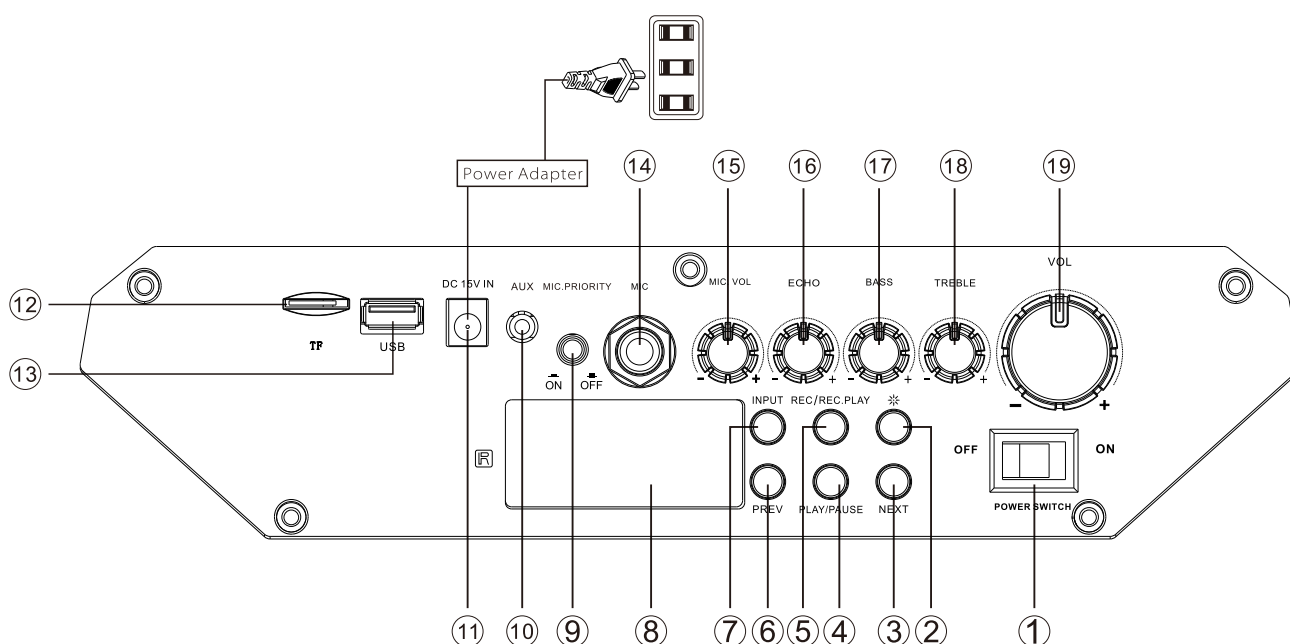 Power Adapter
14 15 16 17 18 19
VOL
DC 15V IN AUX MIC.PRIORITY MIC MIC VOL ECHO BASS TREBLE
12
TF USB
13
ON OFF
- + - + - + - + - +
INPUT REC/REC.PLAY
OFF ON
IR
PREV PLAY/PAUSE NEXT
POWER SWITCH
11 10 9 8 7 6 5 4 3 2 1